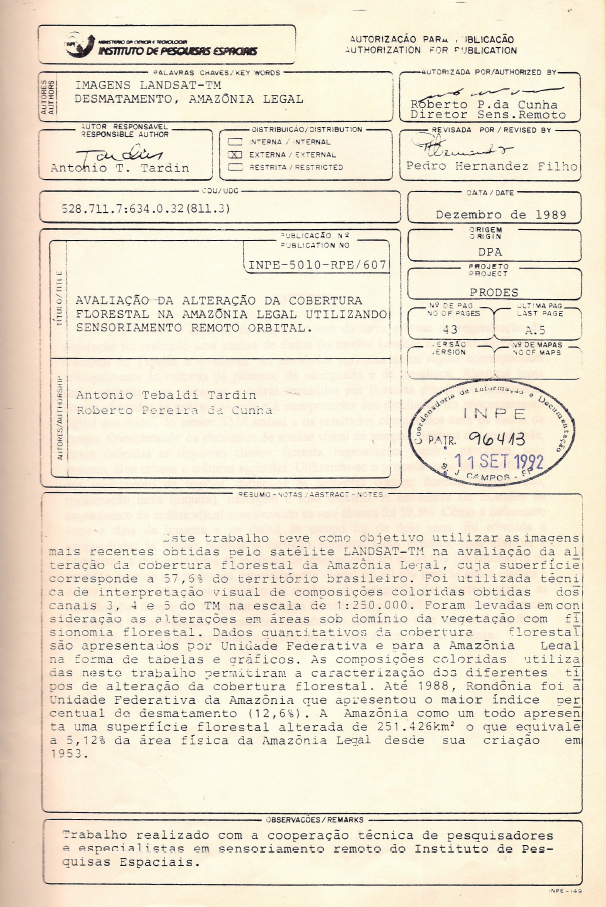 MINISTÉRIO DA CIÊNCIA E TECNOLOGIA
INSTITUTO DE PESQUISAS ESPACIAIS
AUTORIZAÇÃO PARA PUBLICAÇÃO
AUTHORIZATION FOR PUBLICATION
PALAVRAS CHAVES/KEY WORDS
AUTORES
AUTHORS
IMAGENS LANDSAT-TM
DESMATAMENTO, AMAZÔNIA LEGAL
AUTORIZADA POR/AUTHORIZED BY
Roberto P.da Cunha
Diretor Sens.Remoto
AUTOR RESPONSAVEL
RESPONSIBLE AUTHOR
Tardin
Antonio T. Tardin
DISTRIBUIÇÃO/DISTRIBUTION
INTERNA / INTERNAL
X EXTERNA / EXTERNAL
RESTRITA / RESTRICTED
REVISADA POR / REVISED BY
Pedro Hernandez Filho
CDU/UDC
528.711.7:634.0.32(811.3)
DATA / DATE
Dezembro de 1989
TÍTULO/TITLE
PUBLICAÇÃO Nº
PUBLICATION NO
INPE-5010-RPE/607
AVALIAÇÃO DA ALTERAÇÃO DA COBERTURA
FLORESTAL NA AMAZÔNIA LEGAL UTILIZANDO
SENSORIAMENTO REMOTO ORBITAL.
ORIGEM
ORIGIN
DPA
PROJETO
PROJECT
PRODES
Nº DE PAG
NO OF PAGES
43
ULTIMA PAG
LAST PAGE
A.5
VERSÃO
VERSION
Nº DE MAPAS
NO OF MAPS
AUTORES/AUTHORSHIP
Antonio Tebaldi Tardin
Roberto Pereira da Cunha
Coordenadoria de Informação e Documentação
INPE
PATR. 96413
11 SET 1992
S. J. CAMPOS - SP
RESUMO - NOTAS / ABSTRACT - NOTES
Este trabalho teve como objetivo utilizar as imagens
mais recentes obtidas pelo satélite LANDSAT-TM na avaliação da al
teração da cobertura florestal da Amazônia Legal, cuja superfície
corresponde a 57,6% do território brasileiro. Foi utilizada técni
ca de interpretação visual de composições coloridas obtidas dos
canais 3, 4 e 5 do TM na escala de 1:250.000. Foram levadas em con
sideração as alterações em áreas sob domínio da vegetação com fi
sionomia florestal. Dados quantitativos da cobertura florestal
são apresentados por Unidade Federativa e para a Amazônia Legal
na forma de tabelas e gráficos. As composições coloridas utiliza
das neste trabalho permitiram a caracterização dos diferentes ti
pos de alteração da cobertura florestal. Até 1988, Rondônia foi a
Unidade Federativa da Amazônia que apresentou o maior índice per
centual de desmatamento (12,6%). A Amazônia como um todo apresen
ta uma superfície florestal alterada de 251.426km² o que equivale
a 5,12% da área física da Amazônia Legal desde sua criação em
1953.
OBSERVAÇÕES/REMARKS
Trabalho realizado com a cooperação técnica de pesquisadores
e especialistas em sensoriamento remoto do Instituto de Pes-
quisas Espaciais.
INPE-149